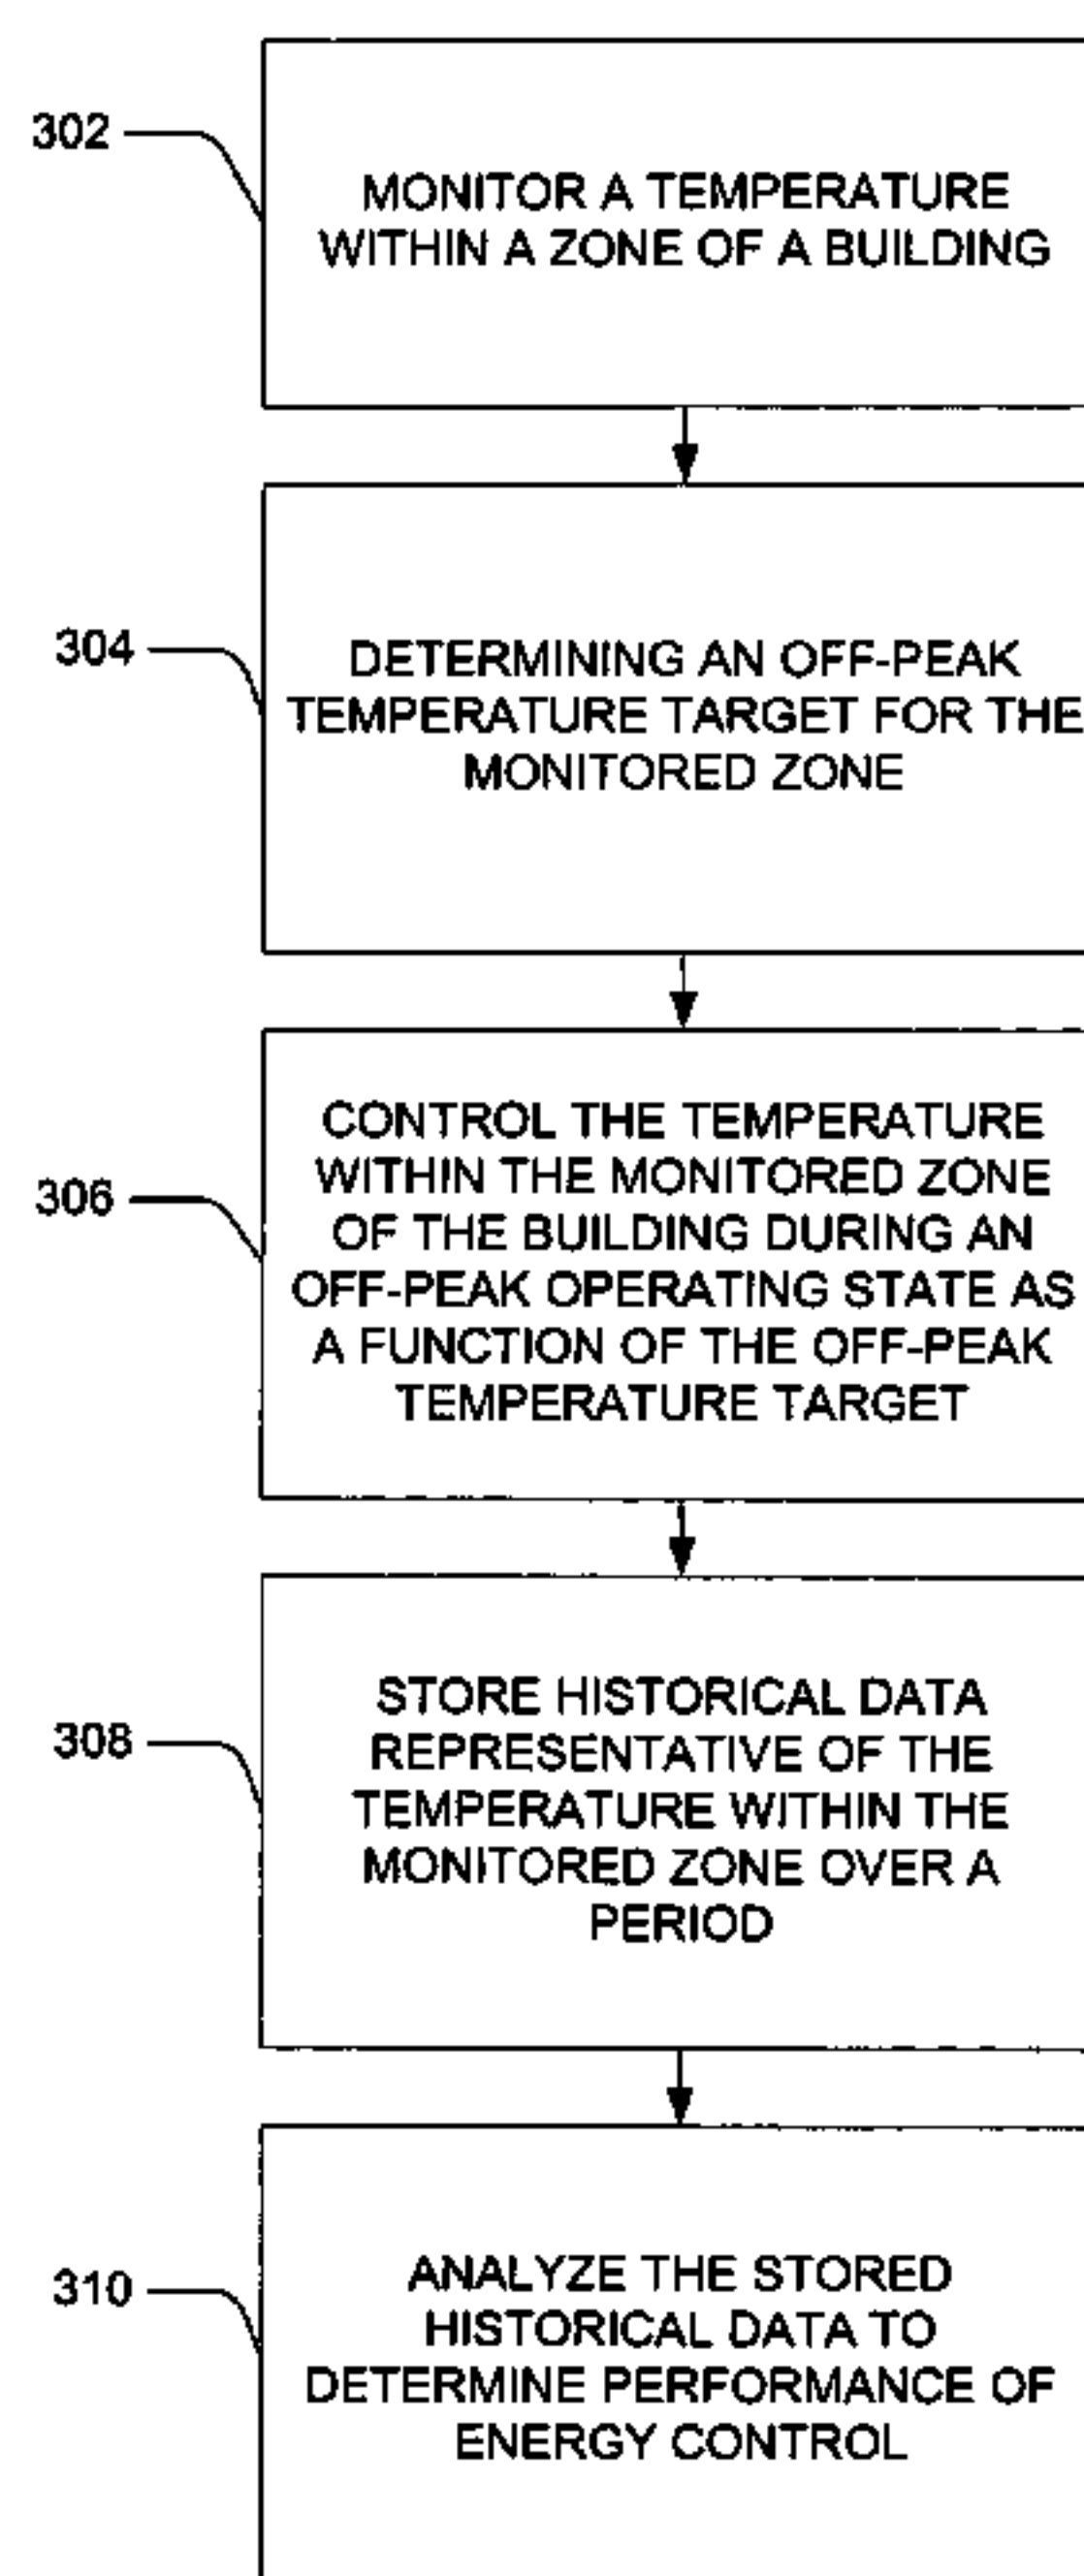 302
MONITOR A TEMPERATURE
WITHIN A ZONE OF A BUILDING
304
DETERMINING AN OFF-PEAK
TEMPERATURE TARGET FOR THE
MONITORED ZONE
306
CONTROL THE TEMPERATURE
WITHIN THE MONITORED ZONE
OF THE BUILDING DURING AN
OFF-PEAK OPERATING STATE AS
A FUNCTION OF THE OFF-PEAK
TEMPERATURE TARGET
308
STORE HISTORICAL DATA
REPRESENTATIVE OF THE
TEMPERATURE WITHIN THE
MONITORED ZONE OVER A
PERIOD
310
ANALYZE THE STORED
HISTORICAL DATA TO
DETERMINE PERFORMANCE OF
ENERGY CONTROL